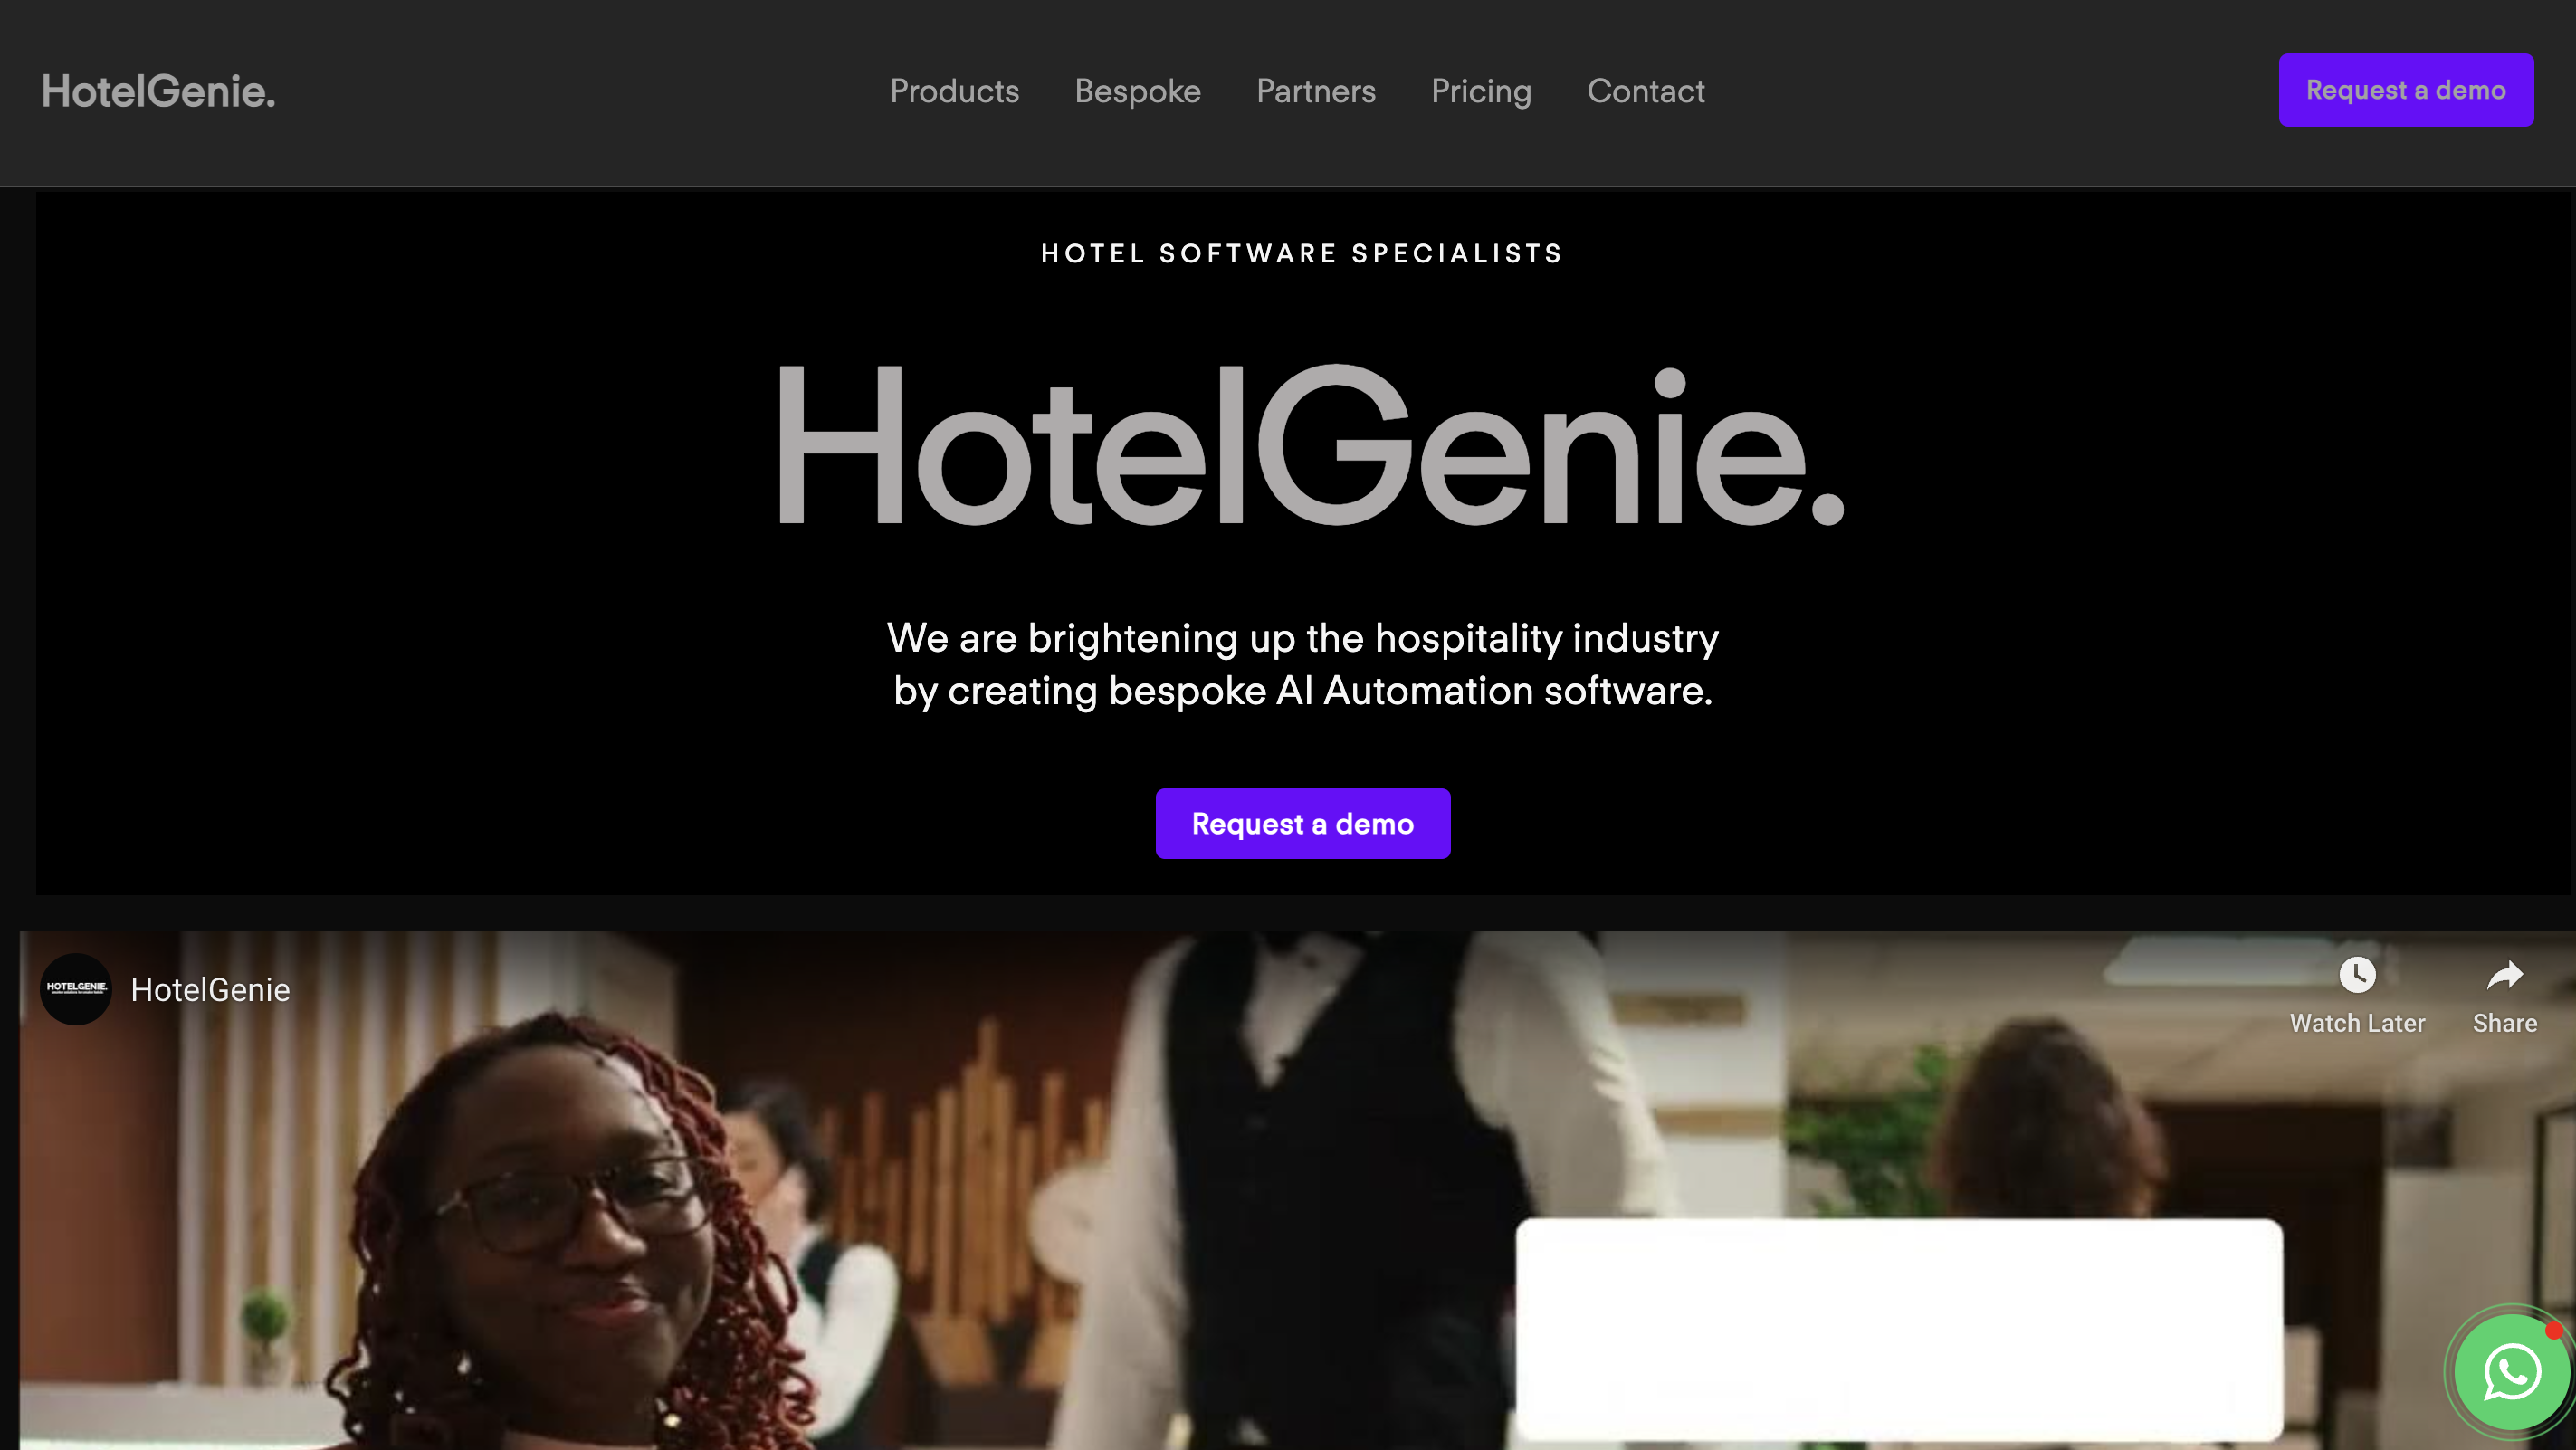 HotelGenie.
Products Bespoke Partners Pricing Contact
Request a demo
HOTEL SOFTWARE SPECIALISTS
HotelGenie.
We are brightening up the hospitality industry
by creating bespoke AI Automation software.
Request a demo
HOTELGENIE.
HotelGenie
Watch Later
Share